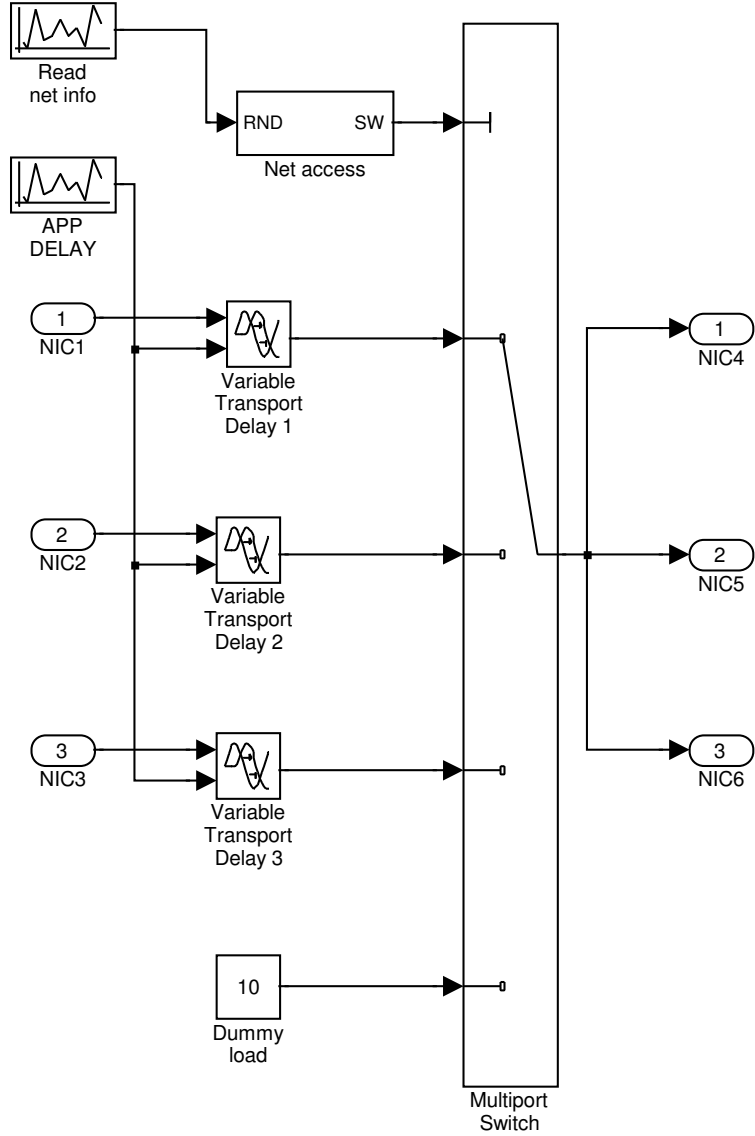 Read
net info
RND
SW
Net access
APP
DELAY
1
NIC1
Variable
Transport
Delay 1
1
NIC4
2
NIC2
Variable
Transport
Delay 2
2
NIC5
3
NIC3
Variable
Transport
Delay 3
3
NIC6
10
Dummy
load
Multiport
Switch